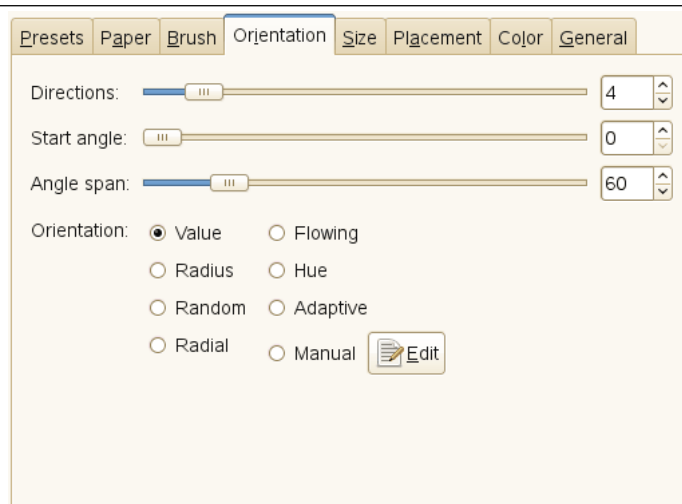 Presets Paper Brush Orientation Size Placement Color General
Directions: 4
Start angle: 0
Angle span: 60
Orientation: Value Flowing
Radius Hue
Random Adaptive
Radial Manual Edit